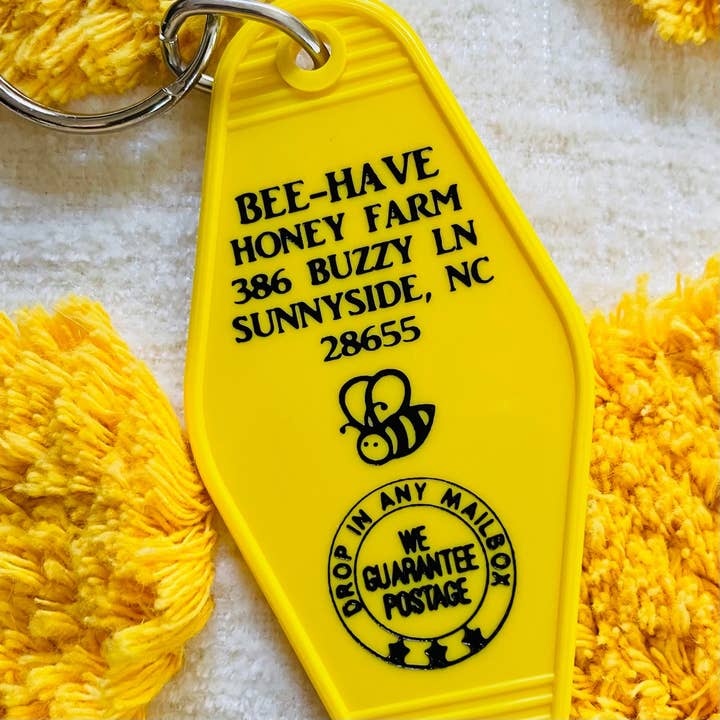 BEE-HAVE
HONEY FARM
386 BUZZY LN
SUNNYSIDE, NC
28655
DROP IN ANY MAILBOX
WE
GUARANTEE
POSTAGE